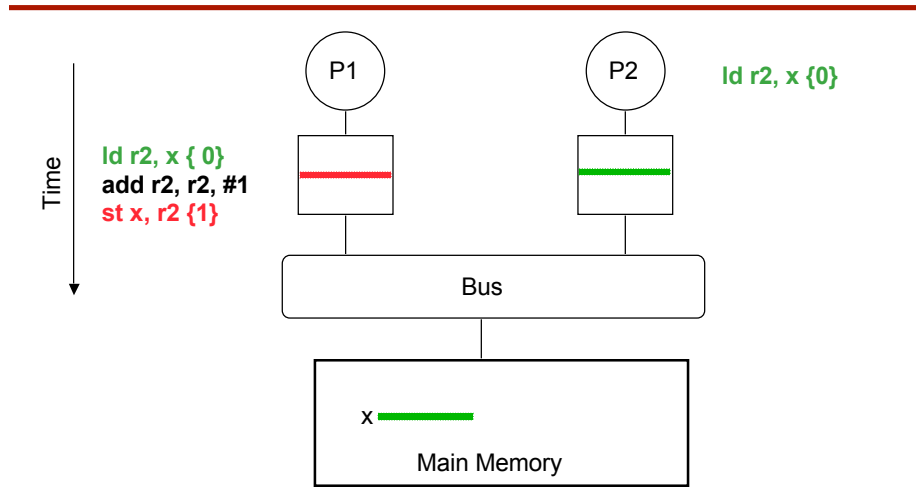 P1
P2
ld r2, x {0}
ld r2, x { 0}
add r2, r2, #1
st x, r2 {1}
Time
Bus
x
Main Memory